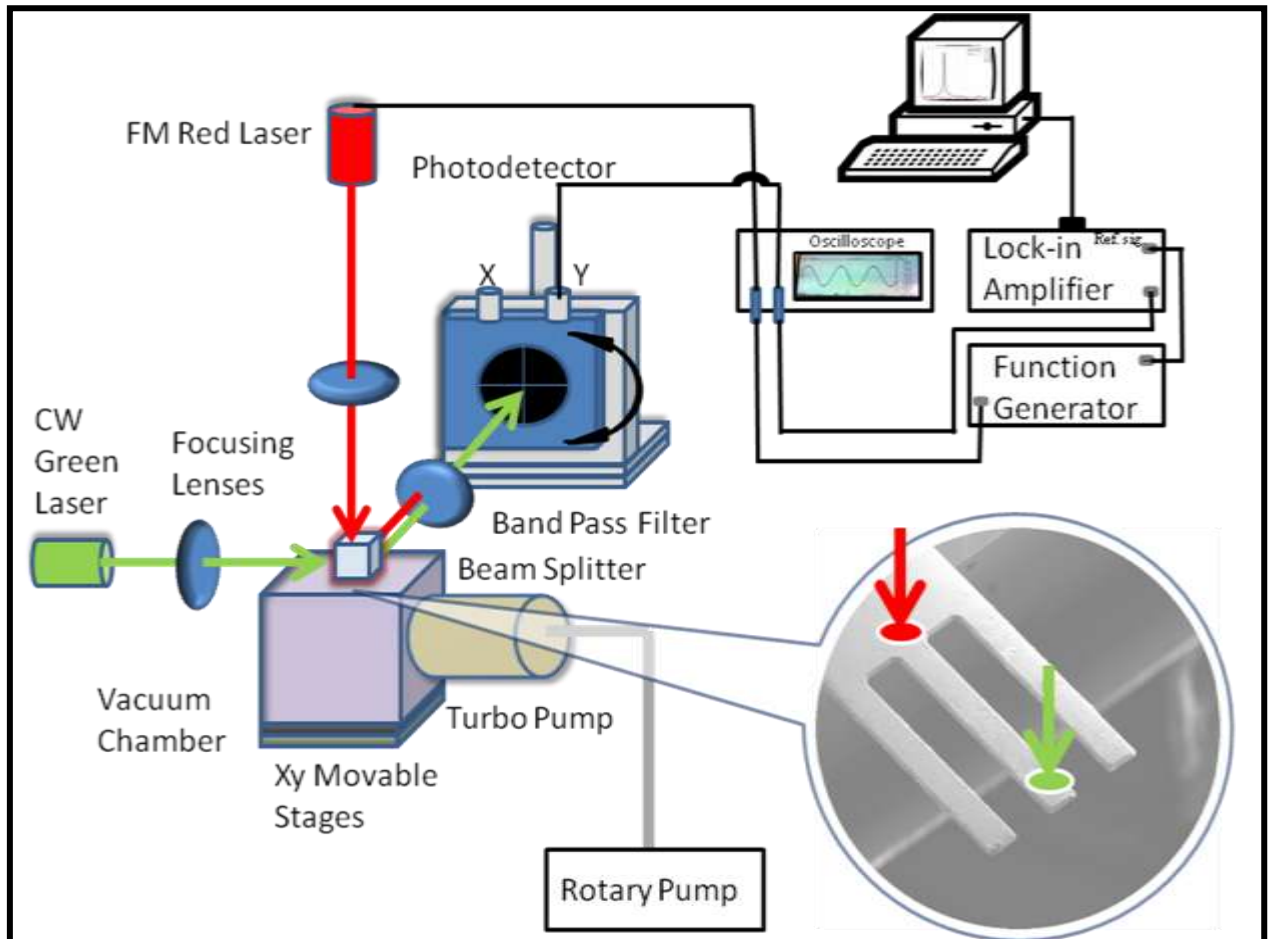 FM Red Laser
Photodetector
X
Y
Oscilloscope
Lock-in
Amplifier
Ref. sig
Function
Generator
CW
Green
Laser
Focusing
Lenses
Band Pass Filter
Beam Splitter
Vacuum
Chamber
Turbo Pump
Xy Movable
Stages
Rotary Pump